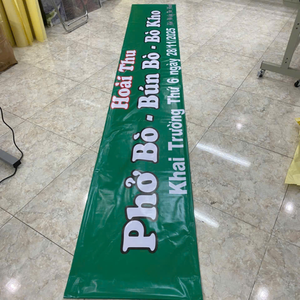 Hoài Thu
Phở Bò - Bún Bò - Bò Kho
Khai Trương Thứ 6 ngày 28/11/2025